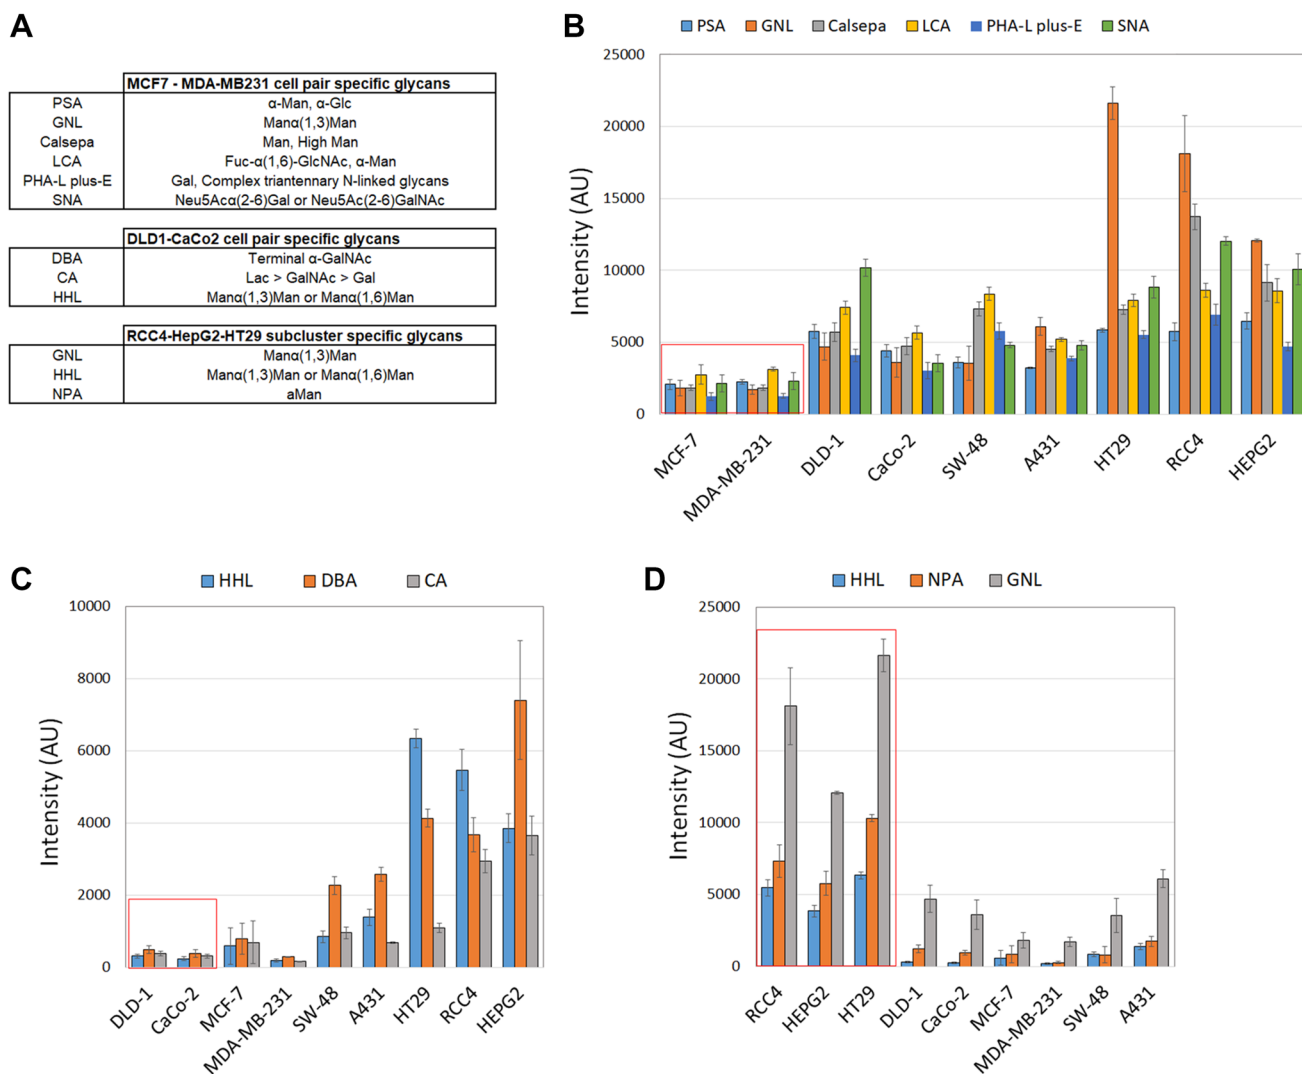 A
MCF7 - MDA-MB231 cell pair specific glycans
PSA α-Man, α-Glc
GNL Manα(1,3)Man
Calsepa Man, High Man
LCA Fuc-α(1,6)-GlcNAc, α-Man
PHA-L plus-E Gal, Complex triantennary N-linked glycans
SNA Neu5Acα(2-6)Gal or Neu5Ac(2-6)GalNAc
DLD1-CaCo2 cell pair specific glycans
DBA Terminal α-GalNAc
CA Lac > GalNAc > Gal
HHL Manα(1,3)Man or Manα(1,6)Man
RCC4-HepG2-HT29 subcluster specific glycans
GNL Manα(1,3)Man
HHL Manα(1,3)Man or Manα(1,6)Man
NPA aMan
B
PSA GNL Calsepa LCA PHA-L plus-E SNA
Intensity (AU)
25000
20000
15000
10000
5000
0
MCF-7 MDA-MB-231 DLD-1 CaCo-2 SW-48 A431 HT29 RCC4 HEPG2
C
HHL DBA CA
Intensity (AU)
10000
8000
6000
4000
2000
0
DLD-1 CaCo-2 MCF-7 MDA-MB-231 SW-48 A431 HT29 RCC4 HEPG2
D
HHL NPA GNL
Intensity (AU)
25000
20000
15000
10000
5000
0
RCC4 HEPG2 HT29 DLD-1 CaCo-2 MCF-7 MDA-MB-231 SW-48 A431